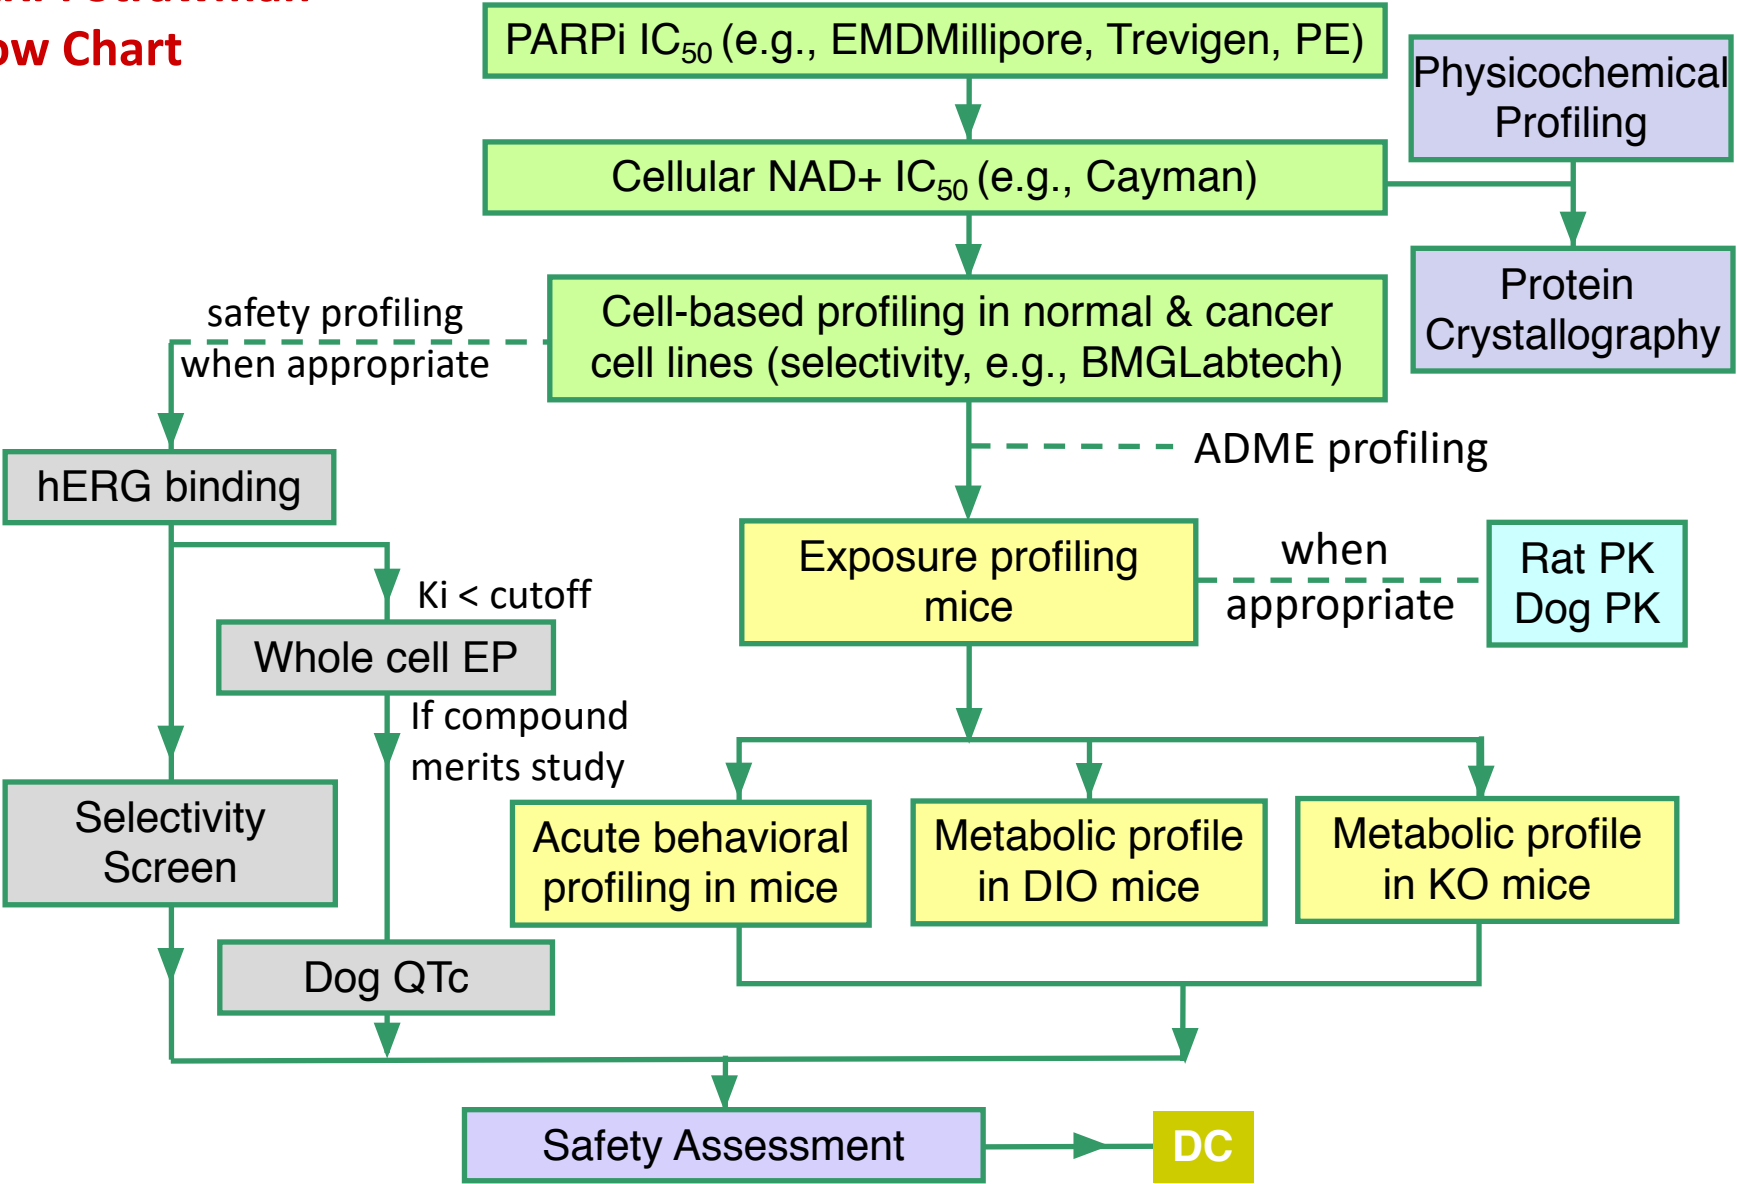 ow Chart
PARPi IC₅₀ (e.g., EMDMillipore, Trevigen, PE)
Physicochemical
Profiling
Cellular NAD+ IC₅₀ (e.g., Cayman)
Protein
Crystallography
Cell-based profiling in normal & cancer
cell lines (selectivity, e.g., BMGLabtech)
safety profiling
when appropriate
ADME profiling
hERG binding
Exposure profiling
mice
when
appropriate
Rat PK
Dog PK
Ki < cutoff
Whole cell EP
If compound
merits study
Selectivity
Screen
Acute behavioral
profiling in mice
Metabolic profile
in DIO mice
Metabolic profile
in KO mice
Dog QTc
Safety Assessment
DC